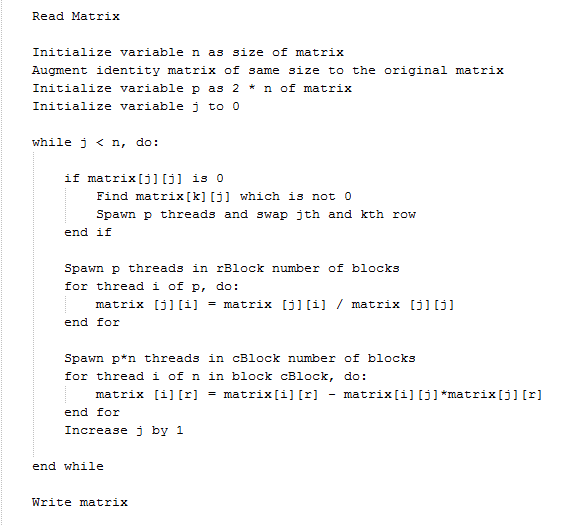 Read Matrix
Initialize variable n as size of matrix
Augment identity matrix of same size to the original matrix
Initialize variable p as 2 * n of matrix
Initialize variable j to 0
while j < n, do:
if matrix[j][j] is 0
Find matrix[k][j] which is not 0
Spawn p threads and swap jth and kth row
end if
Spawn p threads in rBlock number of blocks
for thread i of p, do:
matrix [j][i] = matrix [j][i] / matrix [j][j]
end for
Spawn p*n threads in cBlock number of blocks
for thread i of n in block cBlock, do:
matrix [i][r] = matrix[i][r] - matrix[i][j]*matrix[j][r]
end for
Increase j by 1
end while
Write matrix